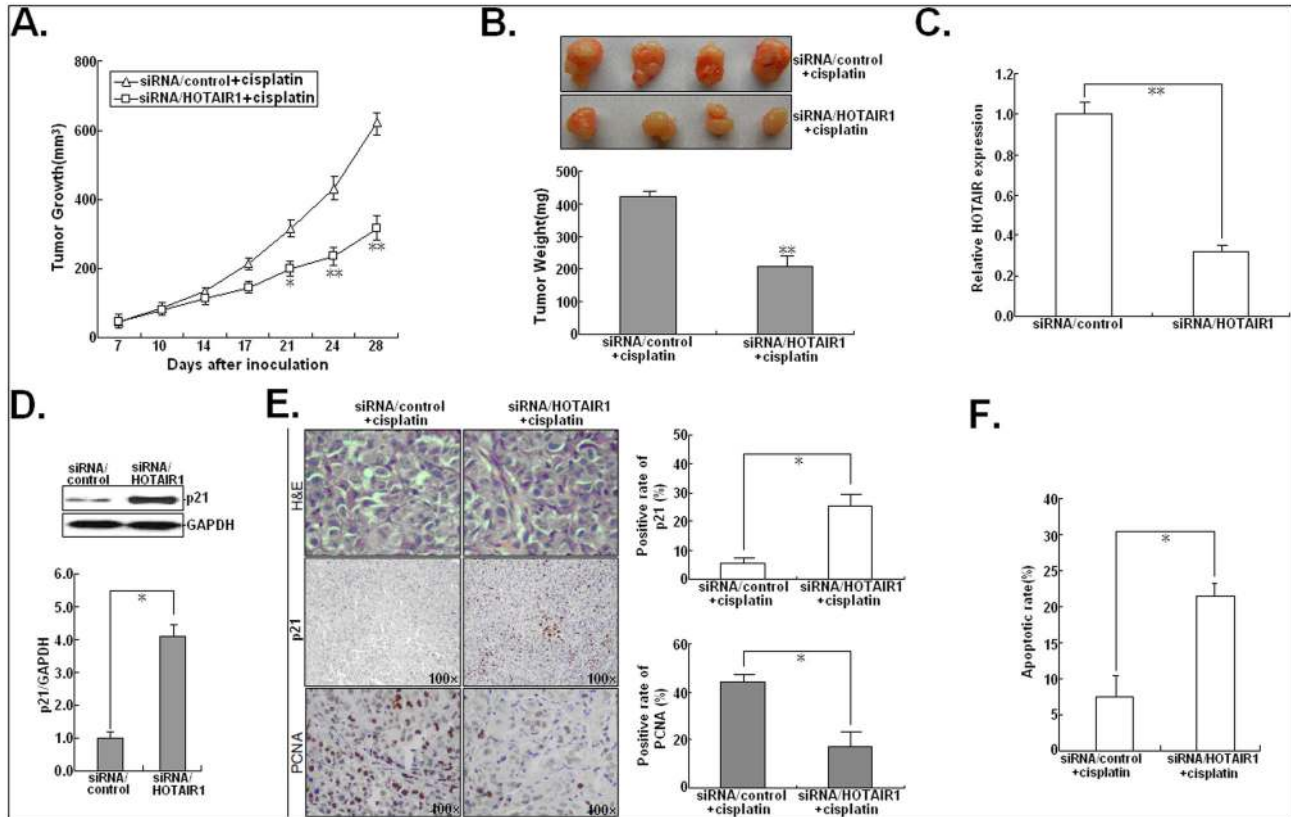 A.
Tumor Growth(mm³)
800
600
400
200
0
siRNA/control+cisplatin
siRNA/HOTAIR1+cisplatin
*
**
**
7 10 14 17 21 24 28
Days after inoculation
B.
siRNA/control
+cisplatin
siRNA/HOTAIR1
+cisplatin
Tumor Weight(mg)
500
400
300
200
100
0
**
siRNA/control
+cisplatin
siRNA/HOTAIR1
+cisplatin
C.
Relative HOTAIR expression
1.2
1.0
0.8
0.6
0.4
0.2
0
**
siRNA/control
siRNA/HOTAIR1
D.
siRNA/
control
siRNA/
HOTAIR1
p21
GAPDH
p21/GAPDH
6.0
5.0
4.0
3.0
2.0
1.0
0.0
*
siRNA/
control
siRNA/
HOTAIR1
E.
siRNA/control
+cisplatin
siRNA/HOTAIR1
+cisplatin
H&E
p21
100×
100×
PCNA
400×
400×
Positive rate of
p21 (%)
50
40
30
20
10
0
*
siRNA/control
+cisplatin
siRNA/HOTAIR1
+cisplatin
Positive rate of
PCNA (%)
60
40
20
0
*
siRNA/control
+cisplatin
siRNA/HOTAIR1
+cisplatin
F.
Apoptotic rate(%)
40
35
30
25
20
15
10
5
0
*
siRNA/control
+cisplatin
siRNA/HOTAIR1
+cisplatin